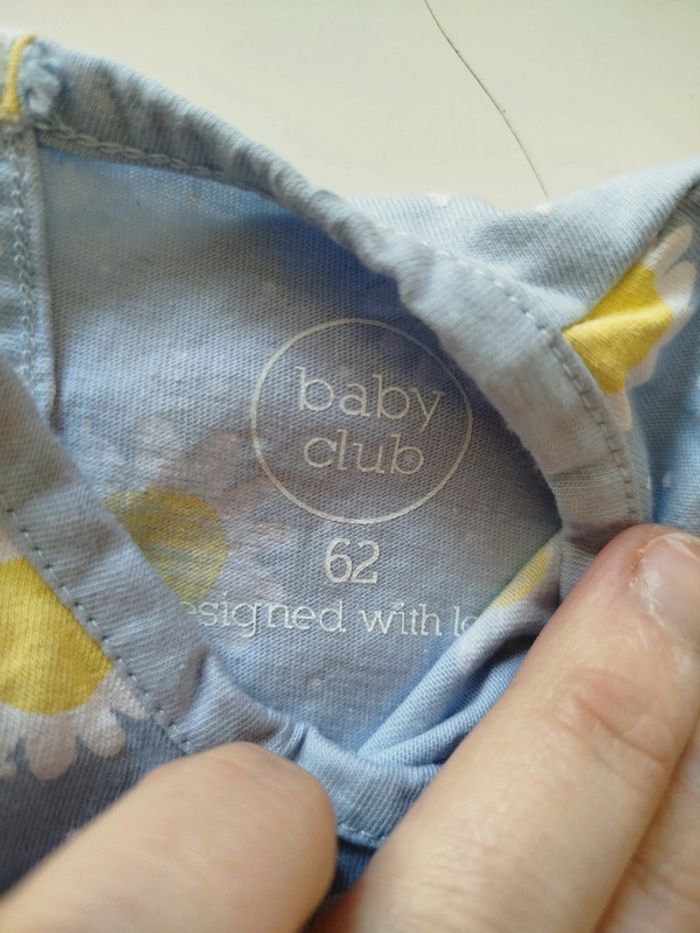 baby
club
62
esigned with